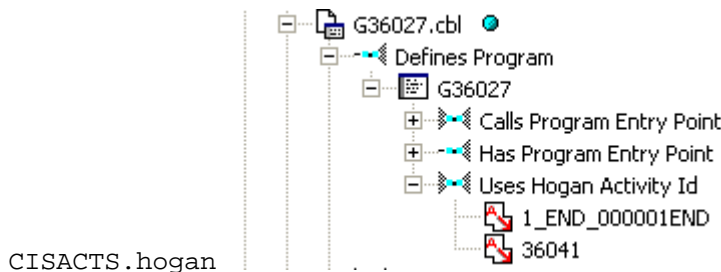 G36027.cbl
Defines Program
G36027
Calls Program Entry Point
Has Program Entry Point
Uses Hogan Activity Id
1_END_000001END
36041
CISACTS.hogan